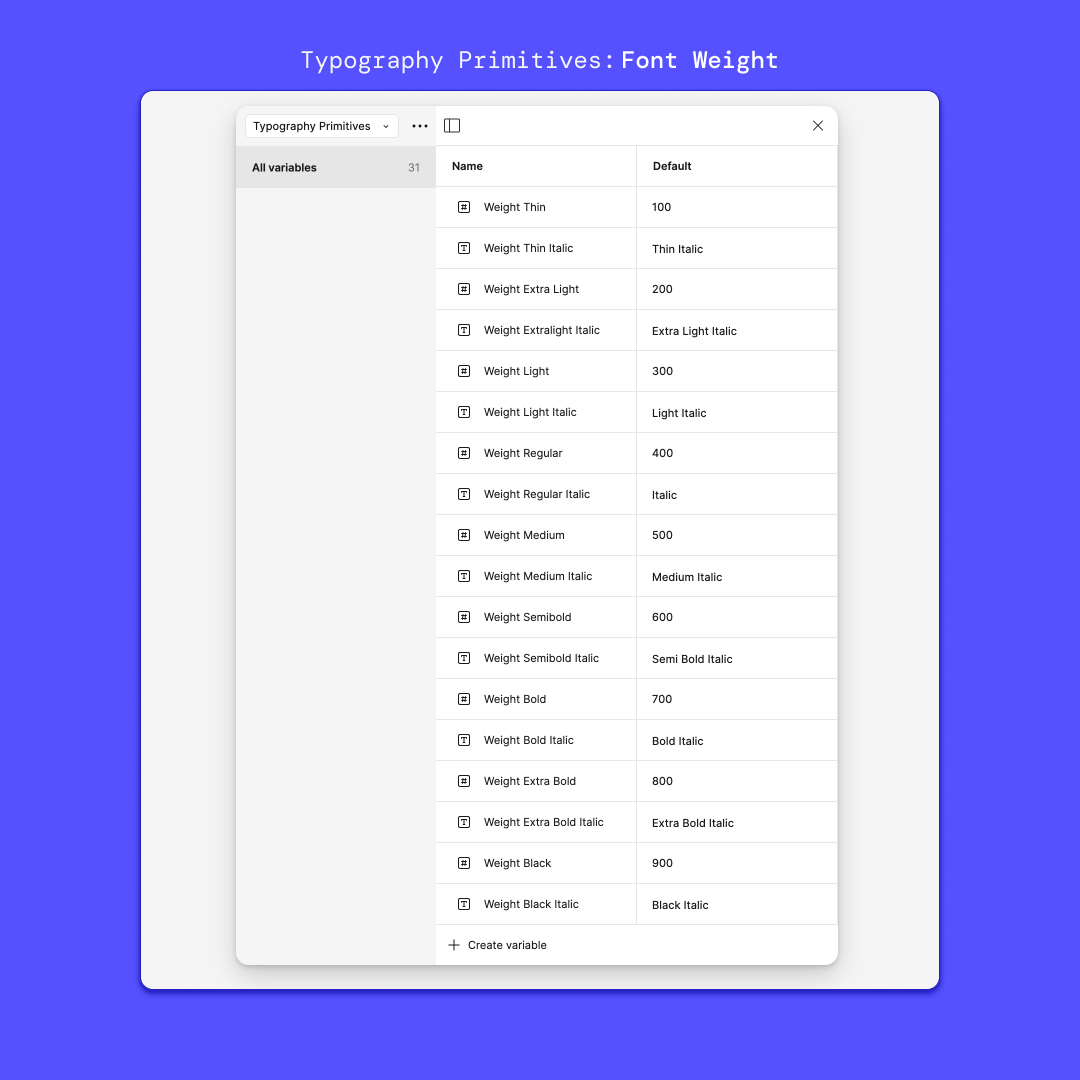 Typography Primitives: Font Weight
Typography Primitives
All variables 31
Name Default
Weight Thin 100
Weight Thin Italic Thin Italic
Weight Extra Light 200
Weight Extralight Italic Extra Light Italic
Weight Light 300
Weight Light Italic Light Italic
Weight Regular 400
Weight Regular Italic Italic
Weight Medium 500
Weight Medium Italic Medium Italic
Weight Semibold 600
Weight Semibold Italic Semi Bold Italic
Weight Bold 700
Weight Bold Italic Bold Italic
Weight Extra Bold 800
Weight Extra Bold Italic Extra Bold Italic
Weight Black 900
Weight Black Italic Black Italic
Create variable